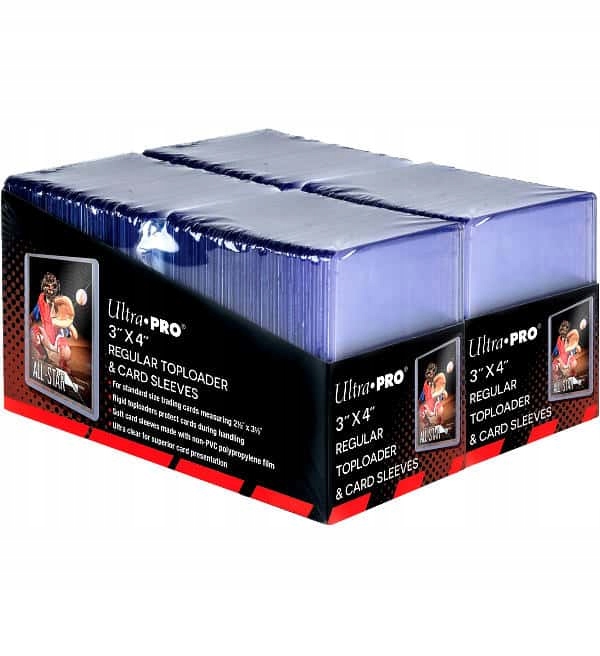 Ultra•PRO®
3" X 4"
REGULAR TOPLOADER
& CARD SLEEVES
• For standard size trading cards measuring 2½" x 3½"
• Rigid toploaders protect cards during handling
• Soft card sleeves made with non-PVC polypropylene film
• Ultra clear for superior card presentation
ALL-STAR
Ultra•PRO®
3" X 4"
REGULAR
TOPLOADER
& CARD SLEEVES
ALL-STAR
Ultra•PRO®
3" X 4"
REGULAR
TOPLOADER
& CARD SLEEVES
ALL-STAR